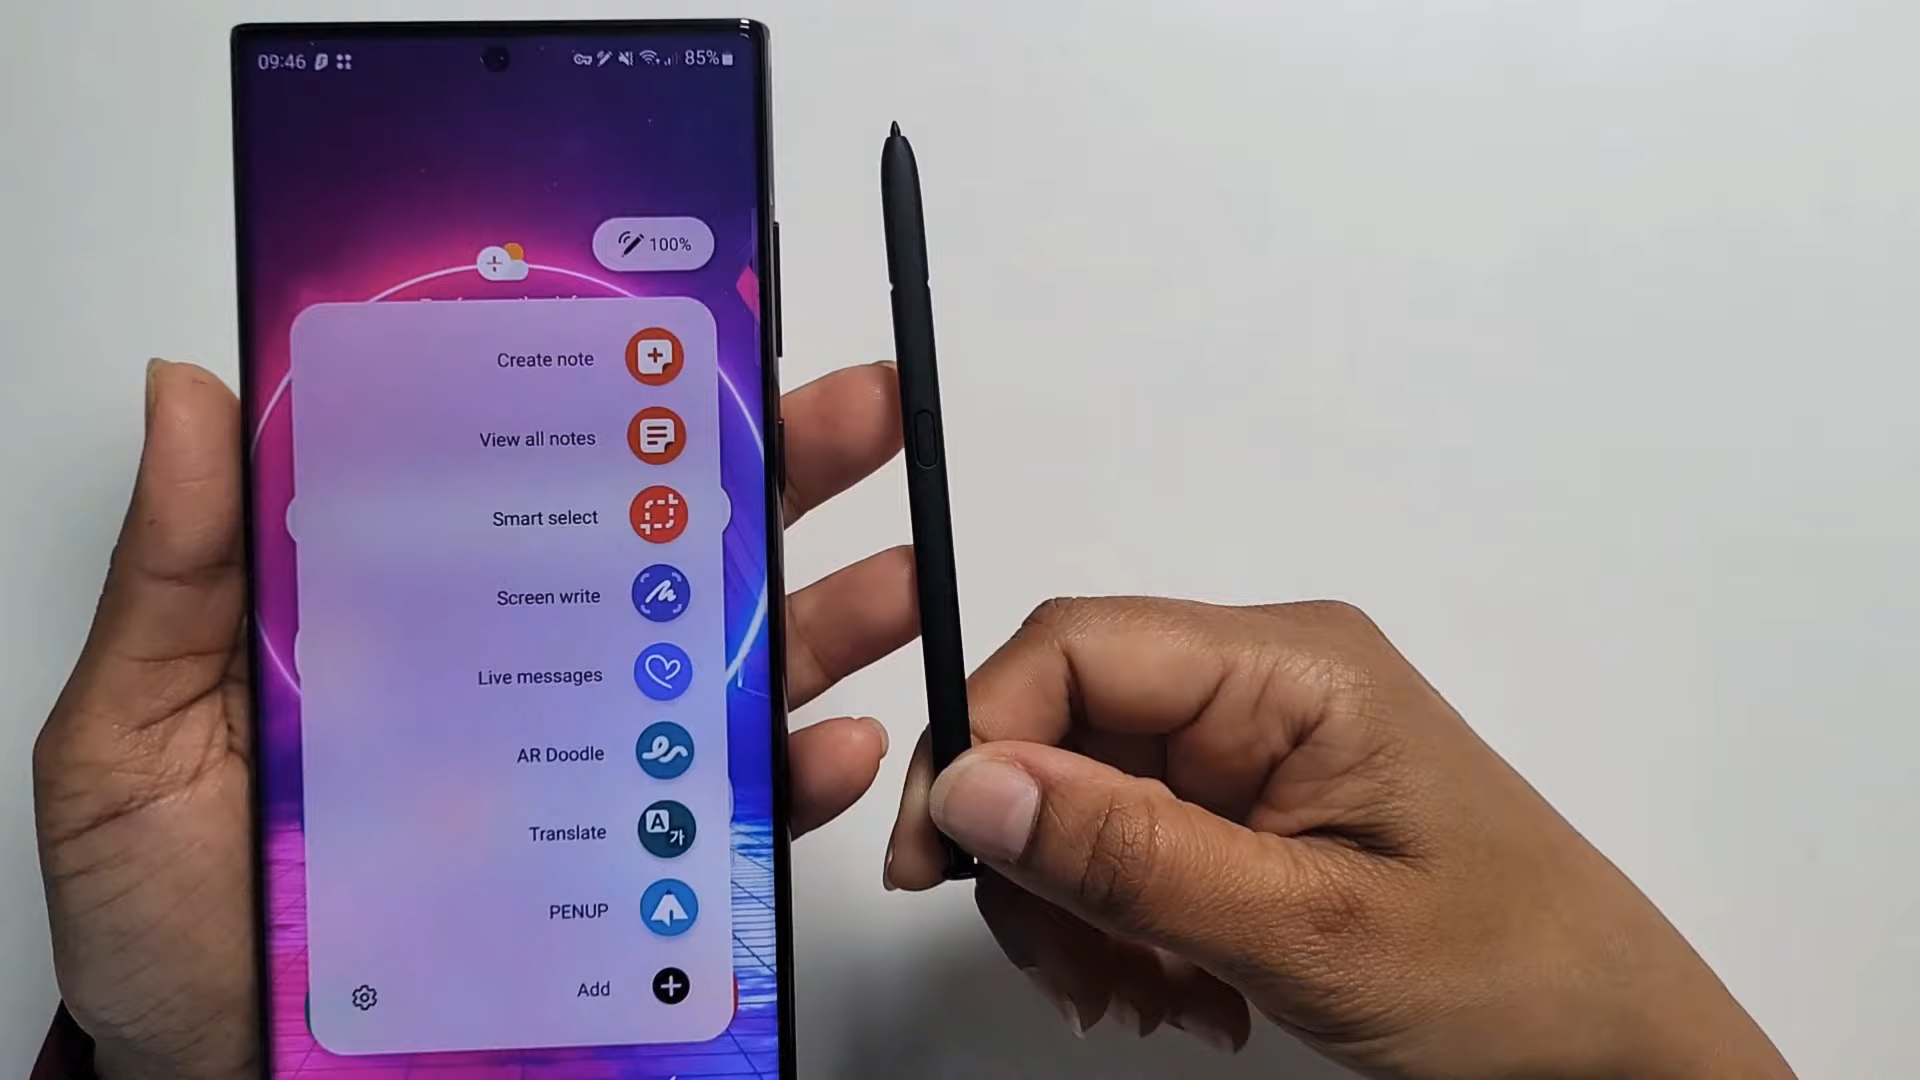 09:46
85%
100%
Create note
View all notes
Smart select
Screen write
Live messages
AR Doodle
Translate
A가
PENUP
Add